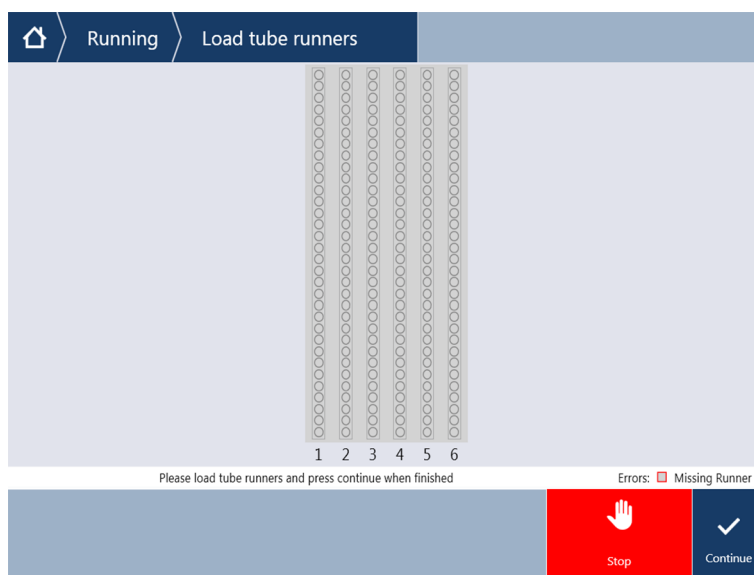 Running
Load tube runners
1 2 3 4 5 6
Please load tube runners and press continue when finished
Errors: Missing Runner
Stop
Continue